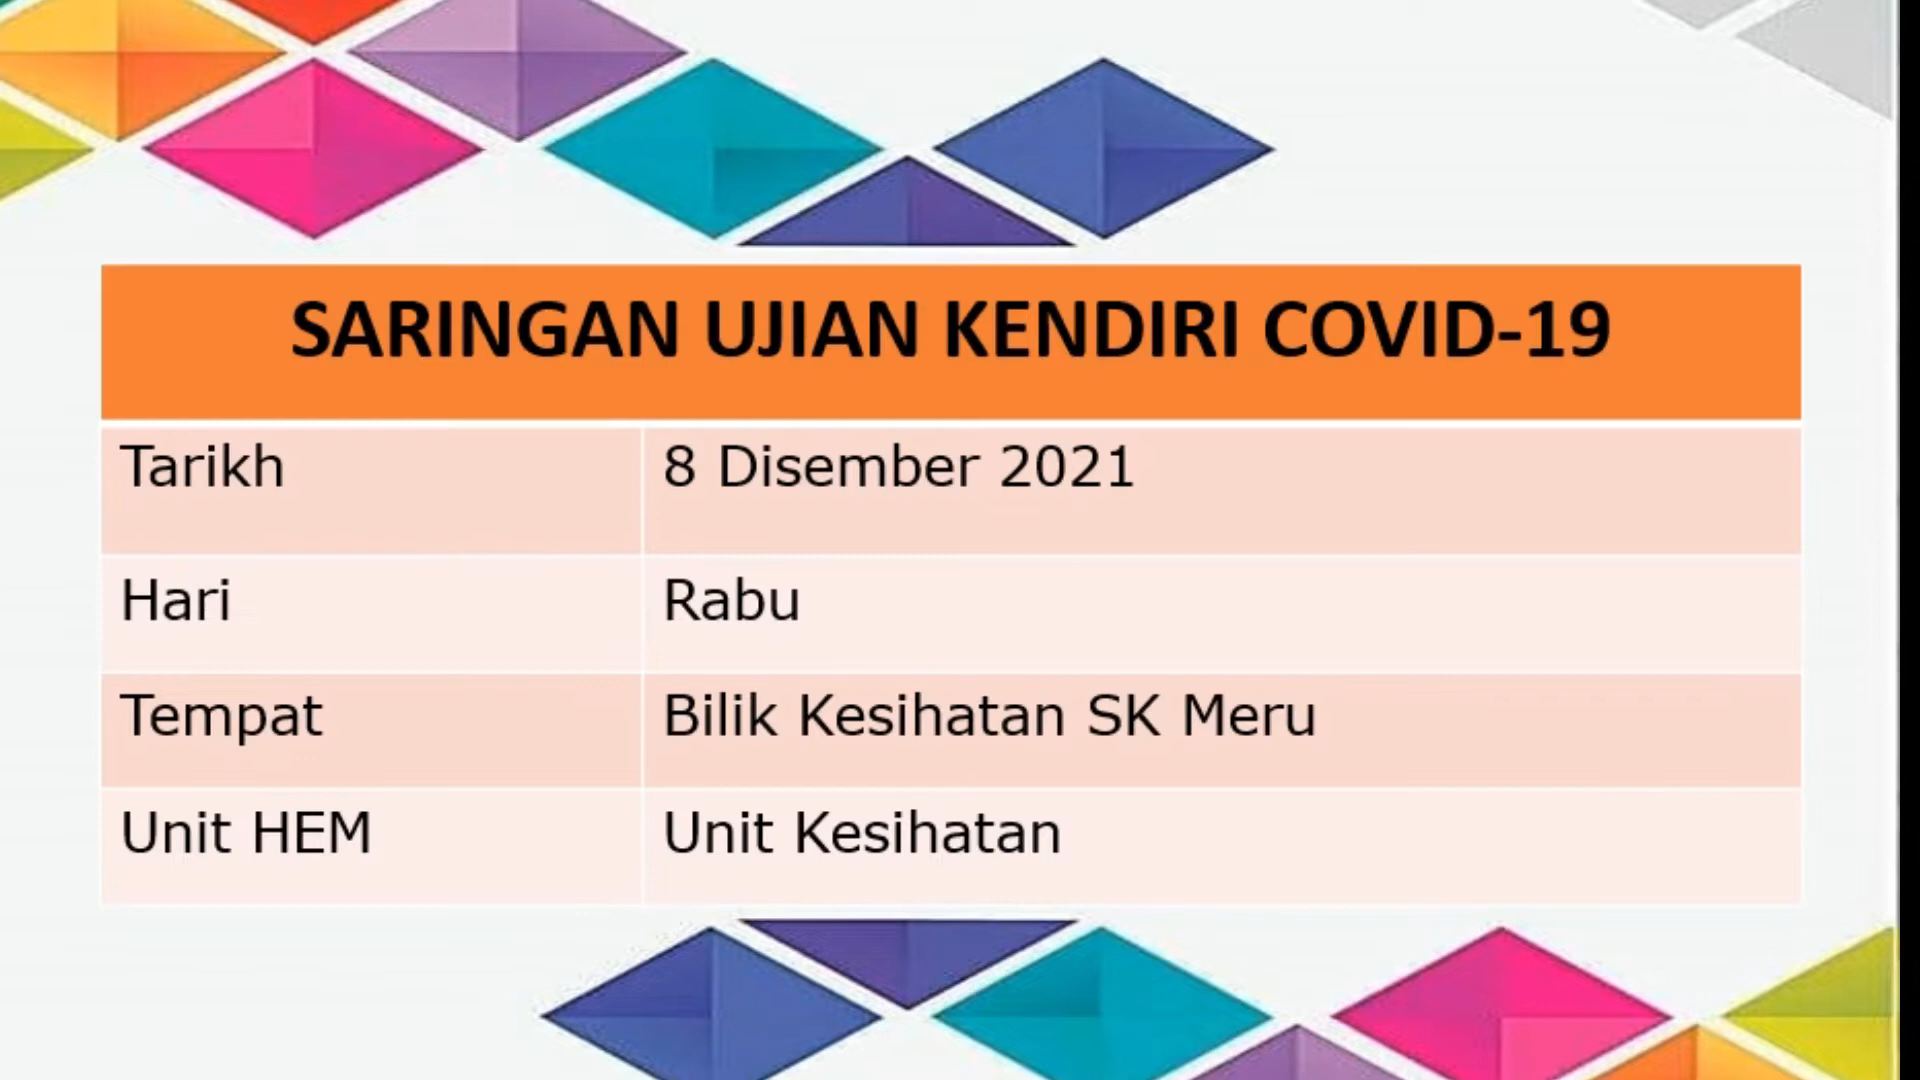 SARINGAN UJIAN KENDIRI COVID-19
Tarikh 8 Disember 2021
Hari Rabu
Tempat Bilik Kesihatan SK Meru
Unit HEM Unit Kesihatan